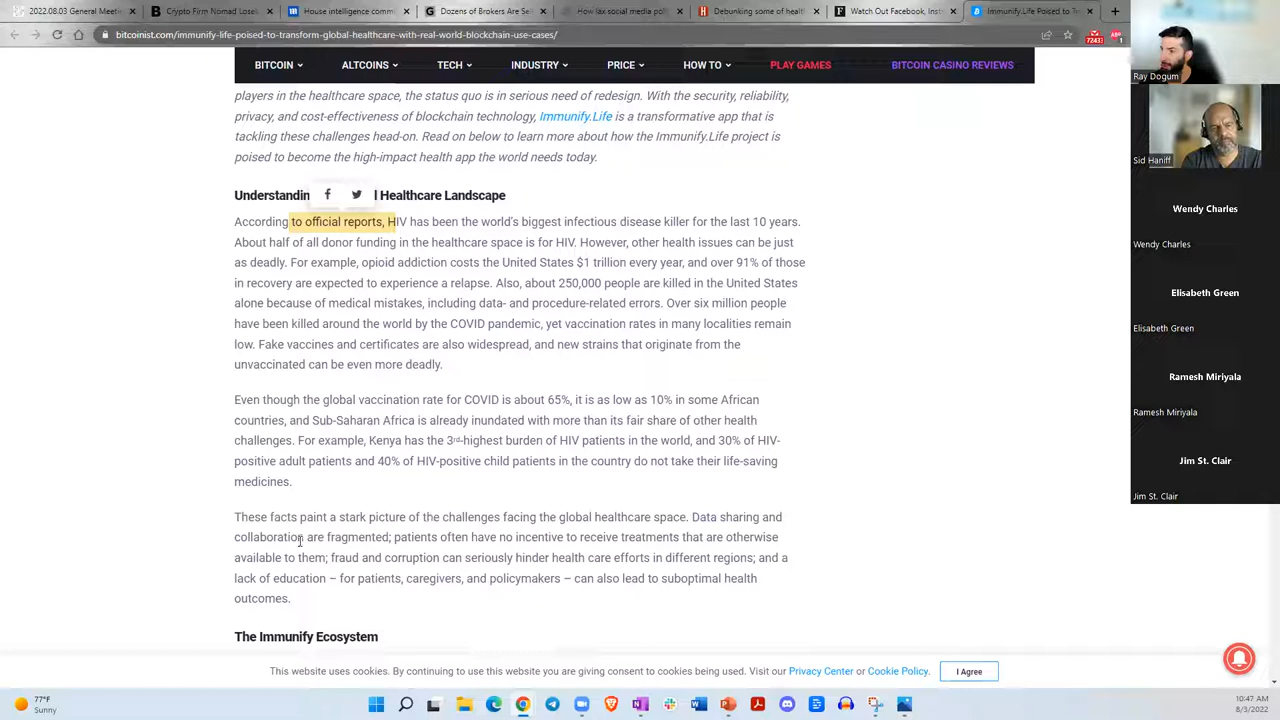 2022.08.03 General Meeti
Crypto Firm Nomad Loses
House intelligence commi
Dozens of Brokers Are Se
How lax social media poli
Debunking some of health
Watch Out Facebook, Inst
Immunify.Life Poised To Te
bitcoinist.com/immunify-life-poised-to-transform-global-healthcare-with-real-world-blockchain-use-cases/
BITCOIN
ALTCOINS
TECH
INDUSTRY
PRICE
HOW TO
PLAY GAMES
BITCOIN CASINO REVIEWS
players in the healthcare space, the status quo is in serious need of redesign. With the security, reliability,
privacy, and cost-effectiveness of blockchain technology, Immunify.Life is a transformative app that is
tackling these challenges head-on. Read on below to learn more about how the Immunify.Life project is
poised to become the high-impact health app the world needs today.
Understandin l Healthcare Landscape
According to official reports, HIV has been the world's biggest infectious disease killer for the last 10 years.
About half of all donor funding in the healthcare space is for HIV. However, other health issues can be just
as deadly. For example, opioid addiction costs the United States $1 trillion every year, and over 91% of those
in recovery are expected to experience a relapse. Also, about 250,000 people are killed in the United States
alone because of medical mistakes, including data- and procedure-related errors. Over six million people
have been killed around the world by the COVID pandemic, yet vaccination rates in many localities remain
low. Fake vaccines and certificates are also widespread, and new strains that originate from the
unvaccinated can be even more deadly.
Even though the global vaccination rate for COVID is about 65%, it is as low as 10% in some African
countries, and Sub-Saharan Africa is already inundated with more than its fair share of other health
challenges. For example, Kenya has the 3rd-highest burden of HIV patients in the world, and 30% of HIV-
positive adult patients and 40% of HIV-positive child patients in the country do not take their life-saving
medicines.
These facts paint a stark picture of the challenges facing the global healthcare space. Data sharing and
collaboration are fragmented; patients often have no incentive to receive treatments that are otherwise
available to them; fraud and corruption can seriously hinder health care efforts in different regions; and a
lack of education – for patients, caregivers, and policymakers – can also lead to suboptimal health
outcomes.
The Immunify Ecosystem
This website uses cookies. By continuing to use this website you are giving consent to cookies being used. Visit our Privacy Center or Cookie Policy.
I Agree
Ray Dogum
Sid Haniff
Wendy Charles
Wendy Charles
Elisabeth Green
Elisabeth Green
Ramesh Miriyala
Ramesh Miriyala
Jim St. Clair
Jim St. Clair
77°F
Sunny
10:47 AM
8/3/2022